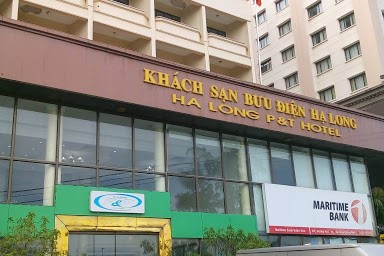 KHÁCH SẠN BƯU ĐIỆN HẠ LONG
HA LONG P&T HOTEL
MARITIME
BANK
&